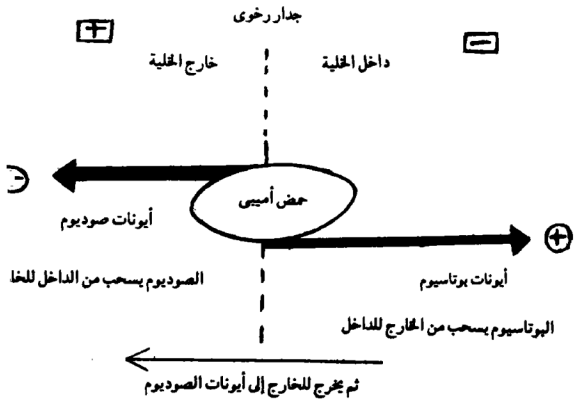 جدار رخوى
+
−
خارج الخلية
داخل الخلية
-
حمض أميبى
+
أيونات صوديوم
أيونات بوتاسيوم
الصوديوم يسحب من الداخل للخا
البوتاسيوم يسحب من الخارج للداخل
ثم يخرج للخارج إلى أيونات الصوديوم